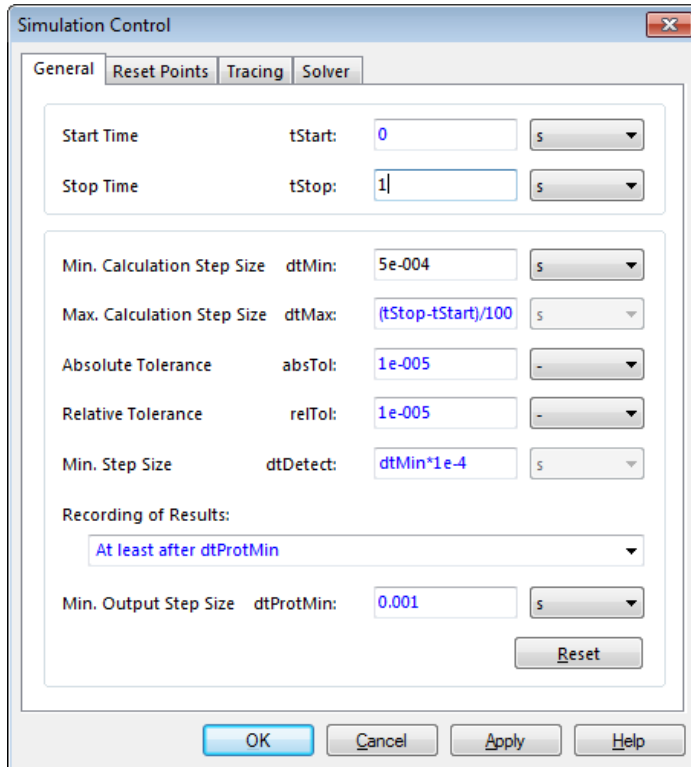 Simulation Control
General Reset Points Tracing Solver
Start Time tStart: 0 s
Stop Time tStop: 1 s
Min. Calculation Step Size dtMin: 5e-004 s
Max. Calculation Step Size dtMax: (tStop-tStart)/100 s
Absolute Tolerance absTol: 1e-005 -
Relative Tolerance relTol: 1e-005 -
Min. Step Size dtDetect: dtMin*1e-4 s
Recording of Results:
At least after dtProtMin
Min. Output Step Size dtProtMin: 0.001 s
Reset
OK Cancel Apply Help